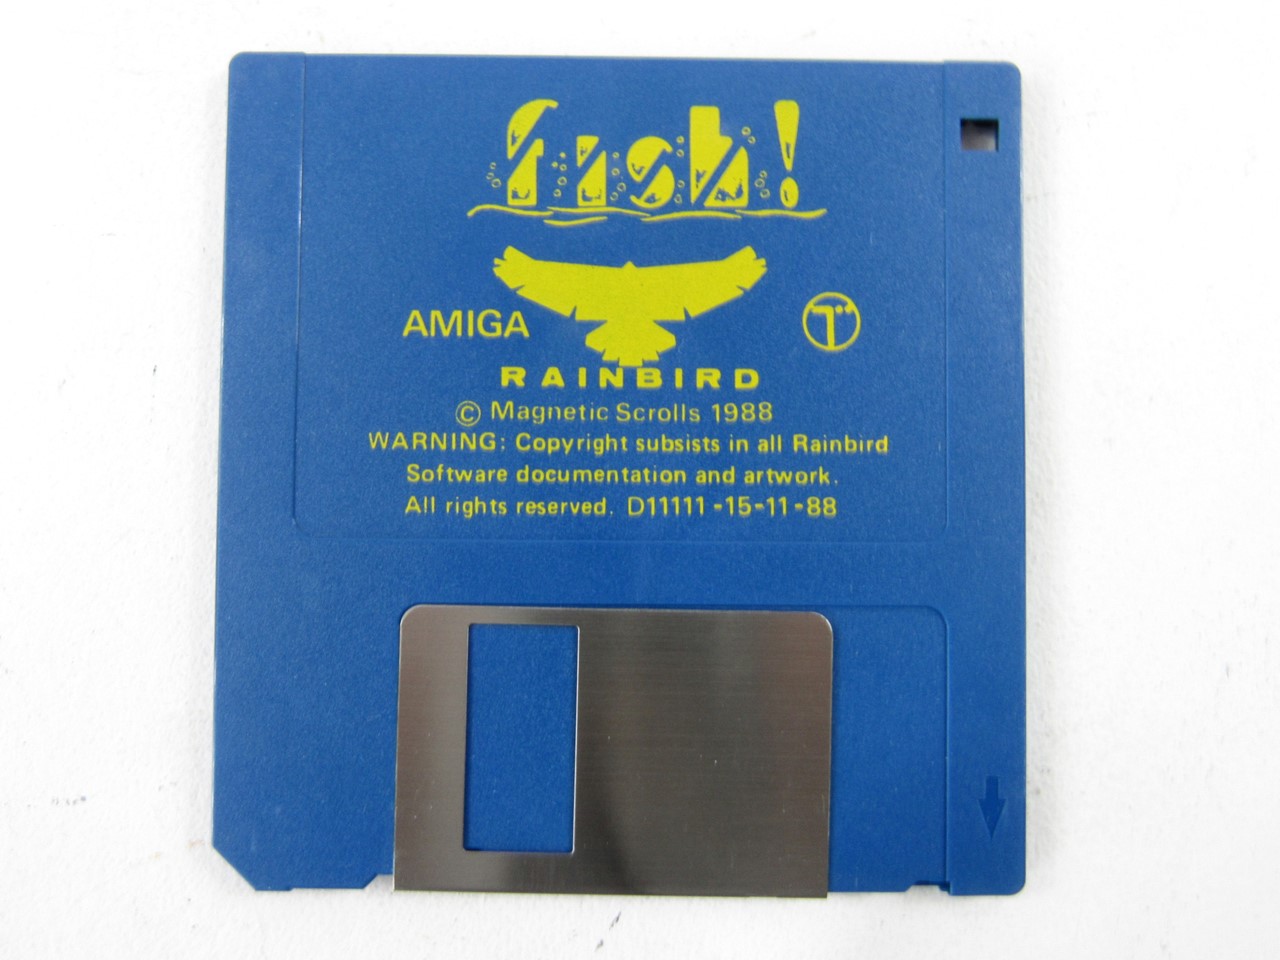 fish!
AMIGA
RAINBIRD
© Magnetic Scrolls 1988
WARNING: Copyright subsists in all Rainbird
Software documentation and artwork.
All rights reserved. D11111-15-11-88